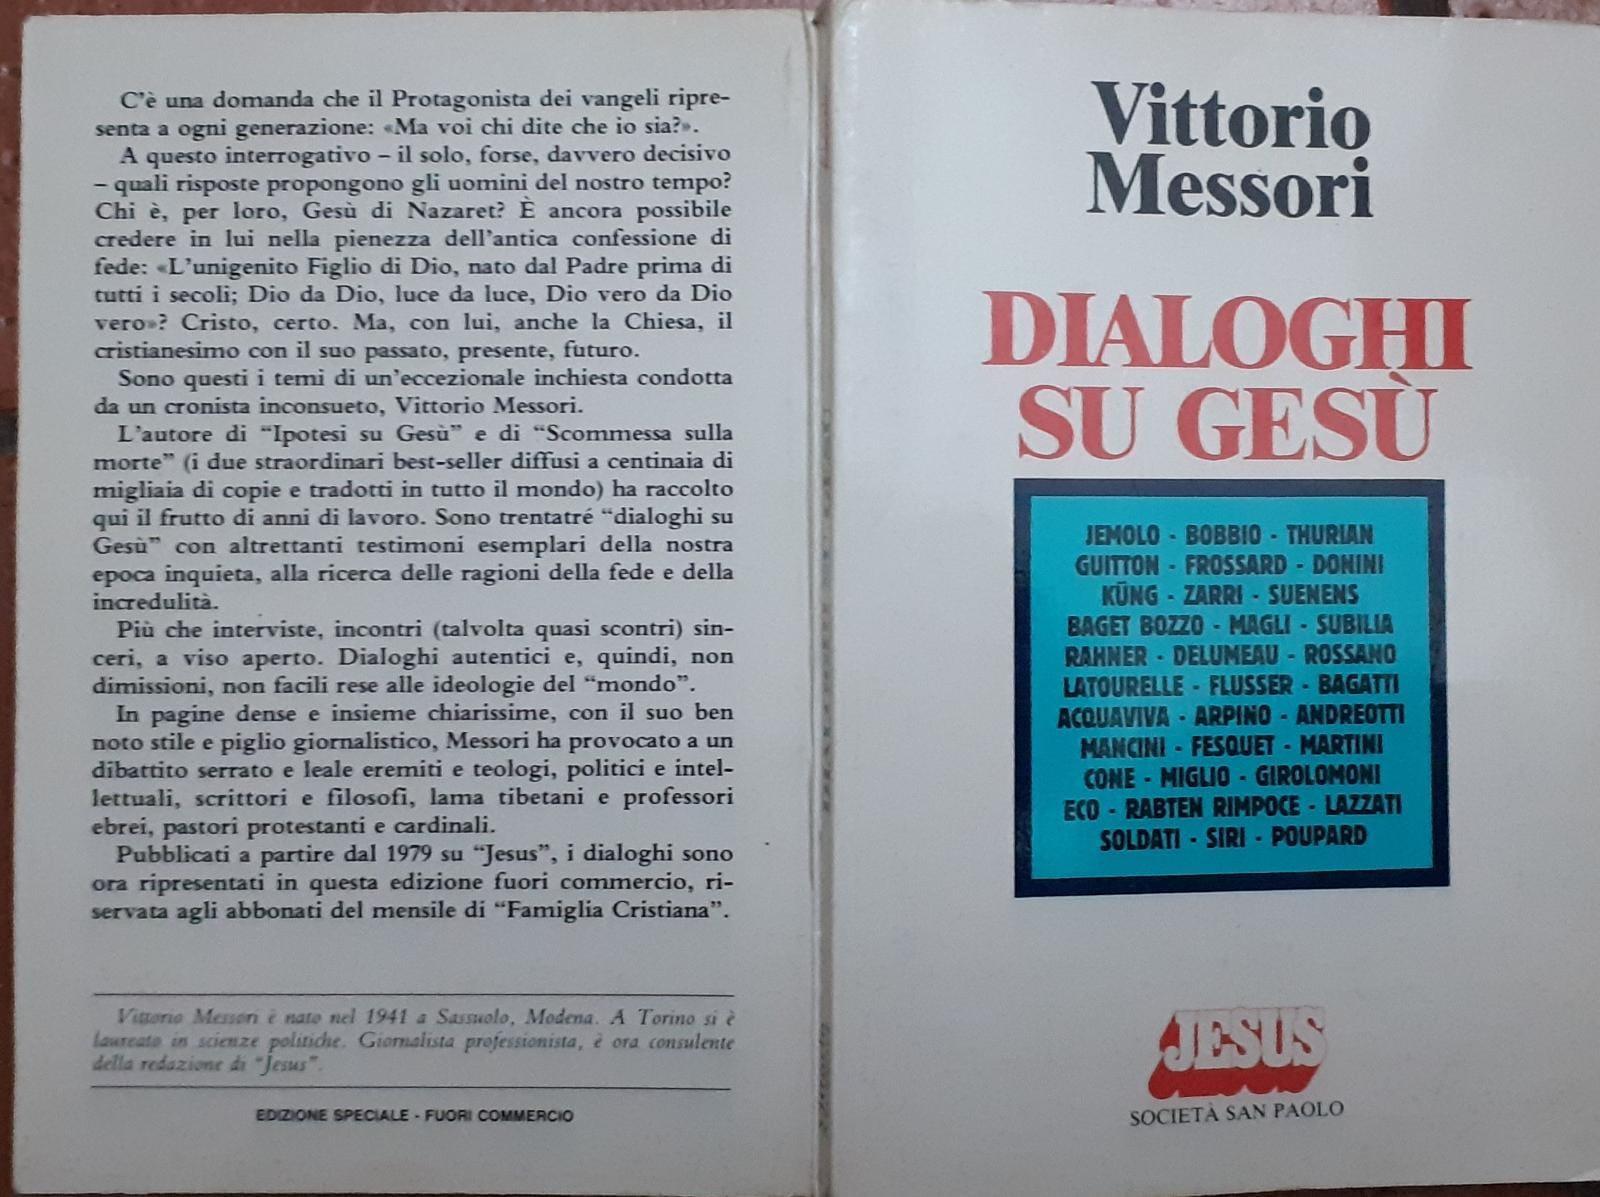 C'è una domanda che il Protagonista dei vangeli ripre-
senta a ogni generazione: «Ma voi chi dite che io sia?».
A questo interrogativo – il solo, forse, davvero decisivo
– quali risposte propongono gli uomini del nostro tempo?
Chi è, per loro, Gesù di Nazaret? È ancora possibile
credere in lui nella pienezza dell'antica confessione di
fede: «L'unigenito Figlio di Dio, nato dal Padre prima di
tutti i secoli; Dio da Dio, luce da luce, Dio vero da Dio
vero»? Cristo, certo. Ma, con lui, anche la Chiesa, il
cristianesimo con il suo passato, presente, futuro.
Sono questi i temi di un'eccezionale inchiesta condotta
da un cronista inconsueto, Vittorio Messori.
L'autore di "Ipotesi su Gesù" e di "Scommessa sulla
morte" (i due straordinari best-seller diffusi a centinaia di
migliaia di copie e tradotti in tutto il mondo) ha raccolto
qui il frutto di anni di lavoro. Sono trentatré "dialoghi su
Gesù" con altrettanti testimoni esemplari della nostra
epoca inquieta, alla ricerca delle ragioni della fede e della
incredulità.
Più che interviste, incontri (talvolta quasi scontri) sin-
ceri, a viso aperto. Dialoghi autentici e, quindi, non
dimissioni, non facili rese alle ideologie del "mondo".
In pagine dense e insieme chiarissime, con il suo ben
noto stile e piglio giornalistico, Messori ha provocato a un
dibattito serrato e leale eremiti e teologi, politici e intel-
lettuali, scrittori e filosofi, lama tibetani e professori
ebrei, pastori protestanti e cardinali.
Pubblicati a partire dal 1979 su "Jesus", i dialoghi sono
ora ripresentati in questa edizione fuori commercio, ri-
servata agli abbonati del mensile di "Famiglia Cristiana".
Vittorio Messori è nato nel 1941 a Sassuolo, Modena. A Torino si è
laureato in scienze politiche. Giornalista professionista, è ora consulente
della redazione di "Jesus".
EDIZIONE SPECIALE - FUORI COMMERCIO
Vittorio
Messori
DIALOGHI
SU GESÙ
JEMOLO - BOBBIO - THURIAN
GUITTON - FROSSARD - DONINI
KÜNG - ZARRI - SUENENS
BAGET BOZZO - MAGLI - SUBILIA
RAHNER - DELUMEAU - ROSSANO
LATOURELLE - FLUSSER - BAGATTI
ACQUAVIVA - ARPINO - ANDREOTTI
MANCINI - FESQUET - MARTINI
CONE - MIGLIO - GIROLOMONI
ECO - RABTEN RIMPOCE - LAZZATI
SOLDATI - SIRI - POUPARD
JESUS
SOCIETÀ SAN PAOLO